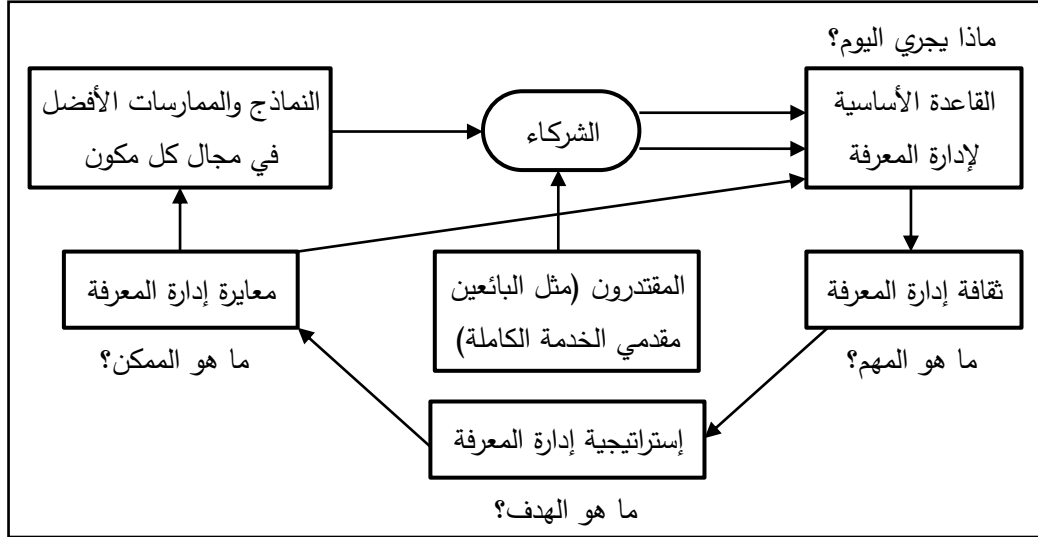 ماذا يجري اليوم؟
القاعدة الأساسية
لإدارة المعرفة
الشركاء
النماذج والممارسات الأفضل
في مجال كل مكون
ثقافة إدارة المعرفة
ما هو المهم؟
المقتدرون (مثل البائعين
مقدمي الخدمة الكاملة)
معايرة إدارة المعرفة
ما هو الممكن؟
إستراتيجية إدارة المعرفة
ما هو الهدف؟